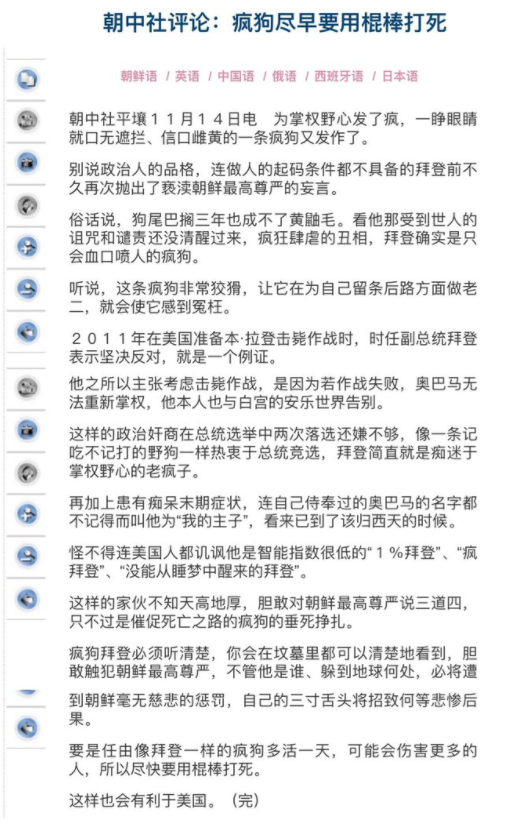 朝中社评论：疯狗尽早要用棍棒打死
朝鲜语 / 英语 / 中国语 / 俄语 / 西班牙语 / 日本语
朝中社平壤１１月１４日电　为掌权野心发了疯，一睁眼睛
就口无遮拦、信口雌黄的一条疯狗又发作了。
别说政治人的品格，连做人的起码条件都不具备的拜登前不
久再次抛出了亵渎朝鲜最高尊严的妄言。
俗话说，狗尾巴搁三年也成不了黄鼬毛。看他那受到世人的
诅咒和谴责还没清醒过来，疯狂肆虐的丑相，拜登确实是只
会血口喷人的疯狗。
听说，这条疯狗非常狡猾，让它在为自己留条后路方面做老
二，就会使它感到冤枉。
２０１１年在美国准备本·拉登击毙作战时，时任副总统拜登
表示坚决反对，就是一个例证。
他之所以主张考虑击毙作战，是因为若作战失败，奥巴马无
法重新掌权，他本人也与白宫的安乐世界告别。
这样的政治奸商在总统选举中两次落选还嫌不够，像一条记
吃不记打的野狗一样热衷于总统竞选，拜登简直就是痴迷于
掌权野心的老疯子。
再加上患有痴呆末期症状，连自己侍奉过的奥巴马的名字都
不记得而叫他为“我的主子”，看来已到了该归西天的时候。
怪不得连美国人都讥讽他是智能指数很低的“１％拜登”、“疯
拜登”、“没能从睡梦中醒来的拜登”。
这样的家伙不知天高地厚，胆敢对朝鲜最高尊严说三道四，
只不过是催促死亡之路的疯狗的垂死挣扎。
疯狗拜登必须听清楚，你会在坟墓里都可以清楚地看到，胆
敢触犯朝鲜最高尊严，不管他是谁、躲到地球何处，必将遭
到朝鲜毫无慈悲的惩罚，自己的三寸舌头将招致何等悲惨后
果。
要是任由像拜登一样的疯狗多活一天，可能会伤害更多的
人，所以尽快要用棍棒打死。
这样也会有利于美国。（完）